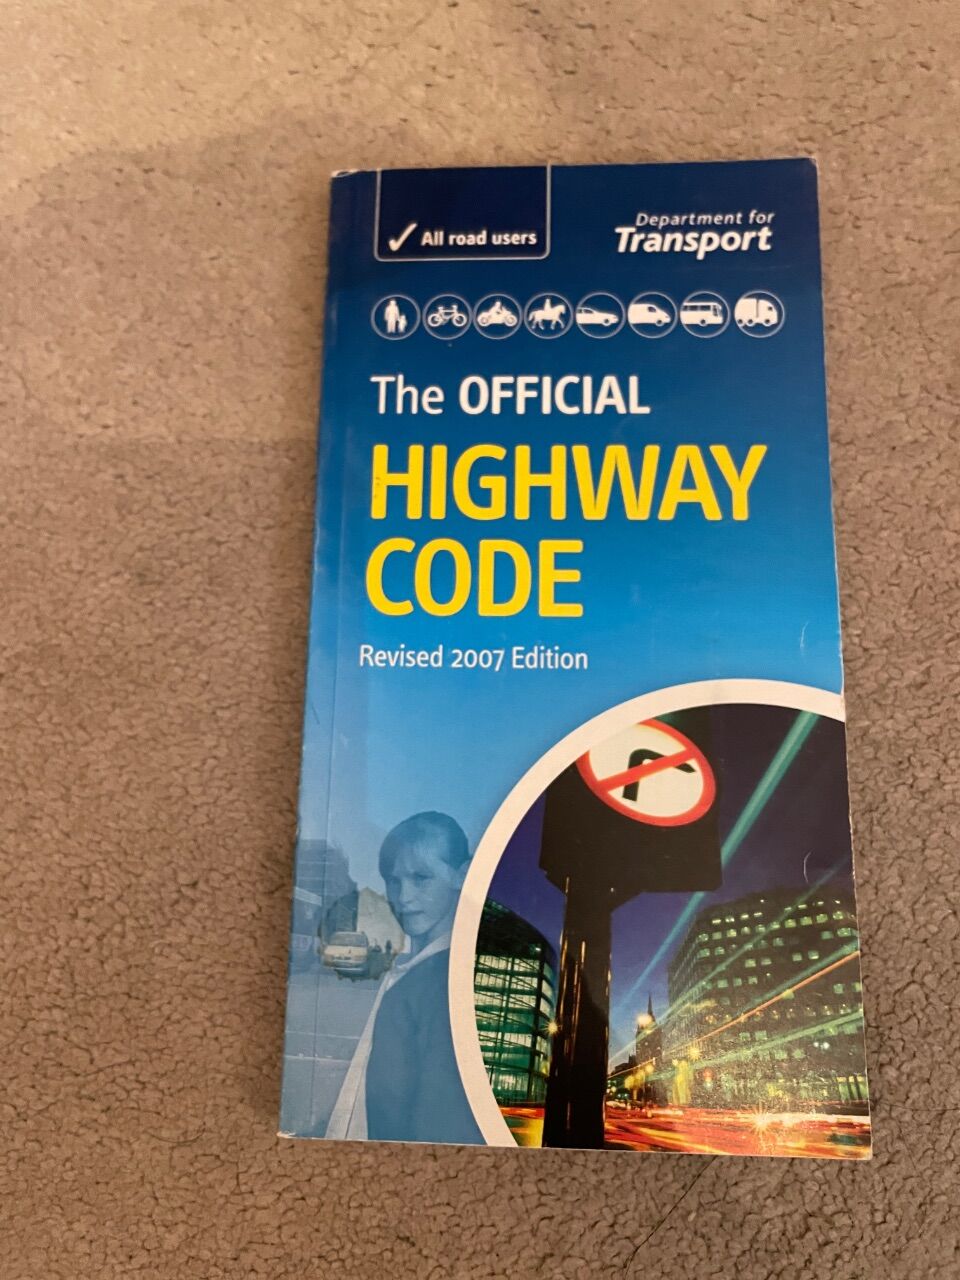 ✓ All road users
Department for
Transport
The OFFICIAL
HIGHWAY
CODE
Revised 2007 Edition